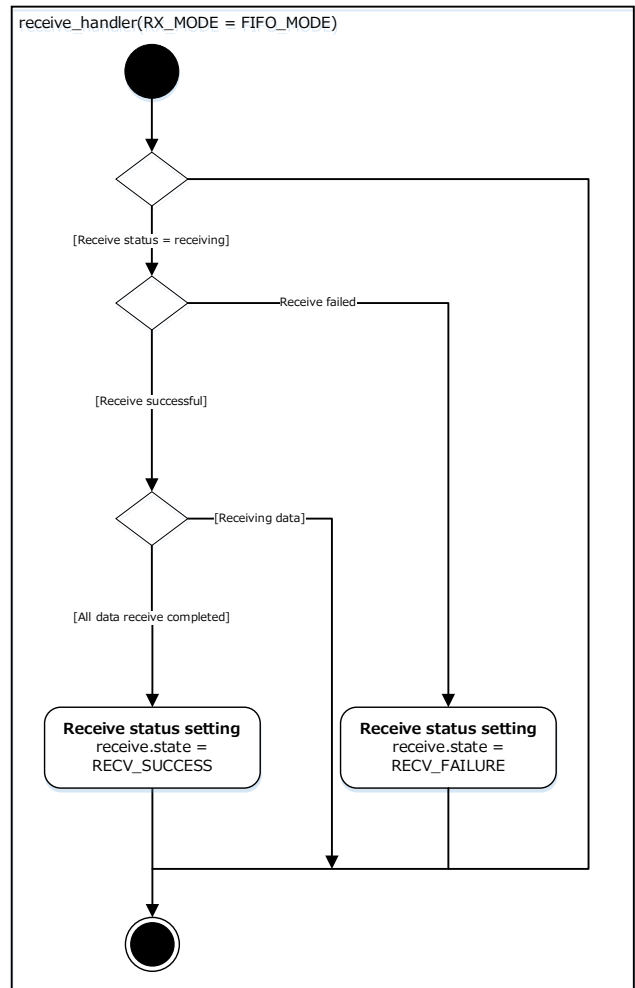 receive_handler(RX_MODE = FIFO_MODE)
[Receive status = receiving]
Receive failed
[Receive successful]
[Receiving data]
[All data receive completed]
Receive status setting
receive.state =
RECV_SUCCESS
Receive status setting
receive.state =
RECV_FAILURE